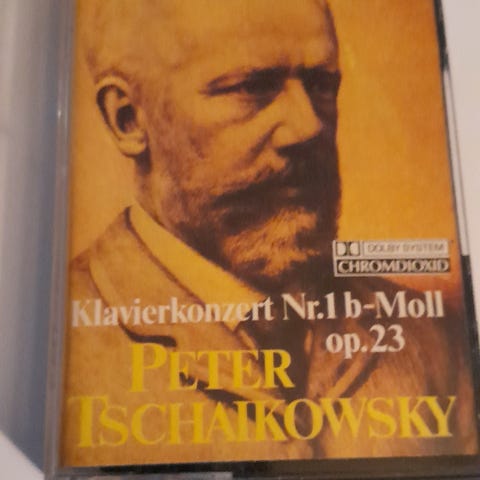 DOLBY SYSTEM
CHROMDIOXID
Klavierkonzert Nr.1 b-Moll
op.23
PETER
TSCHAIKOWSKY